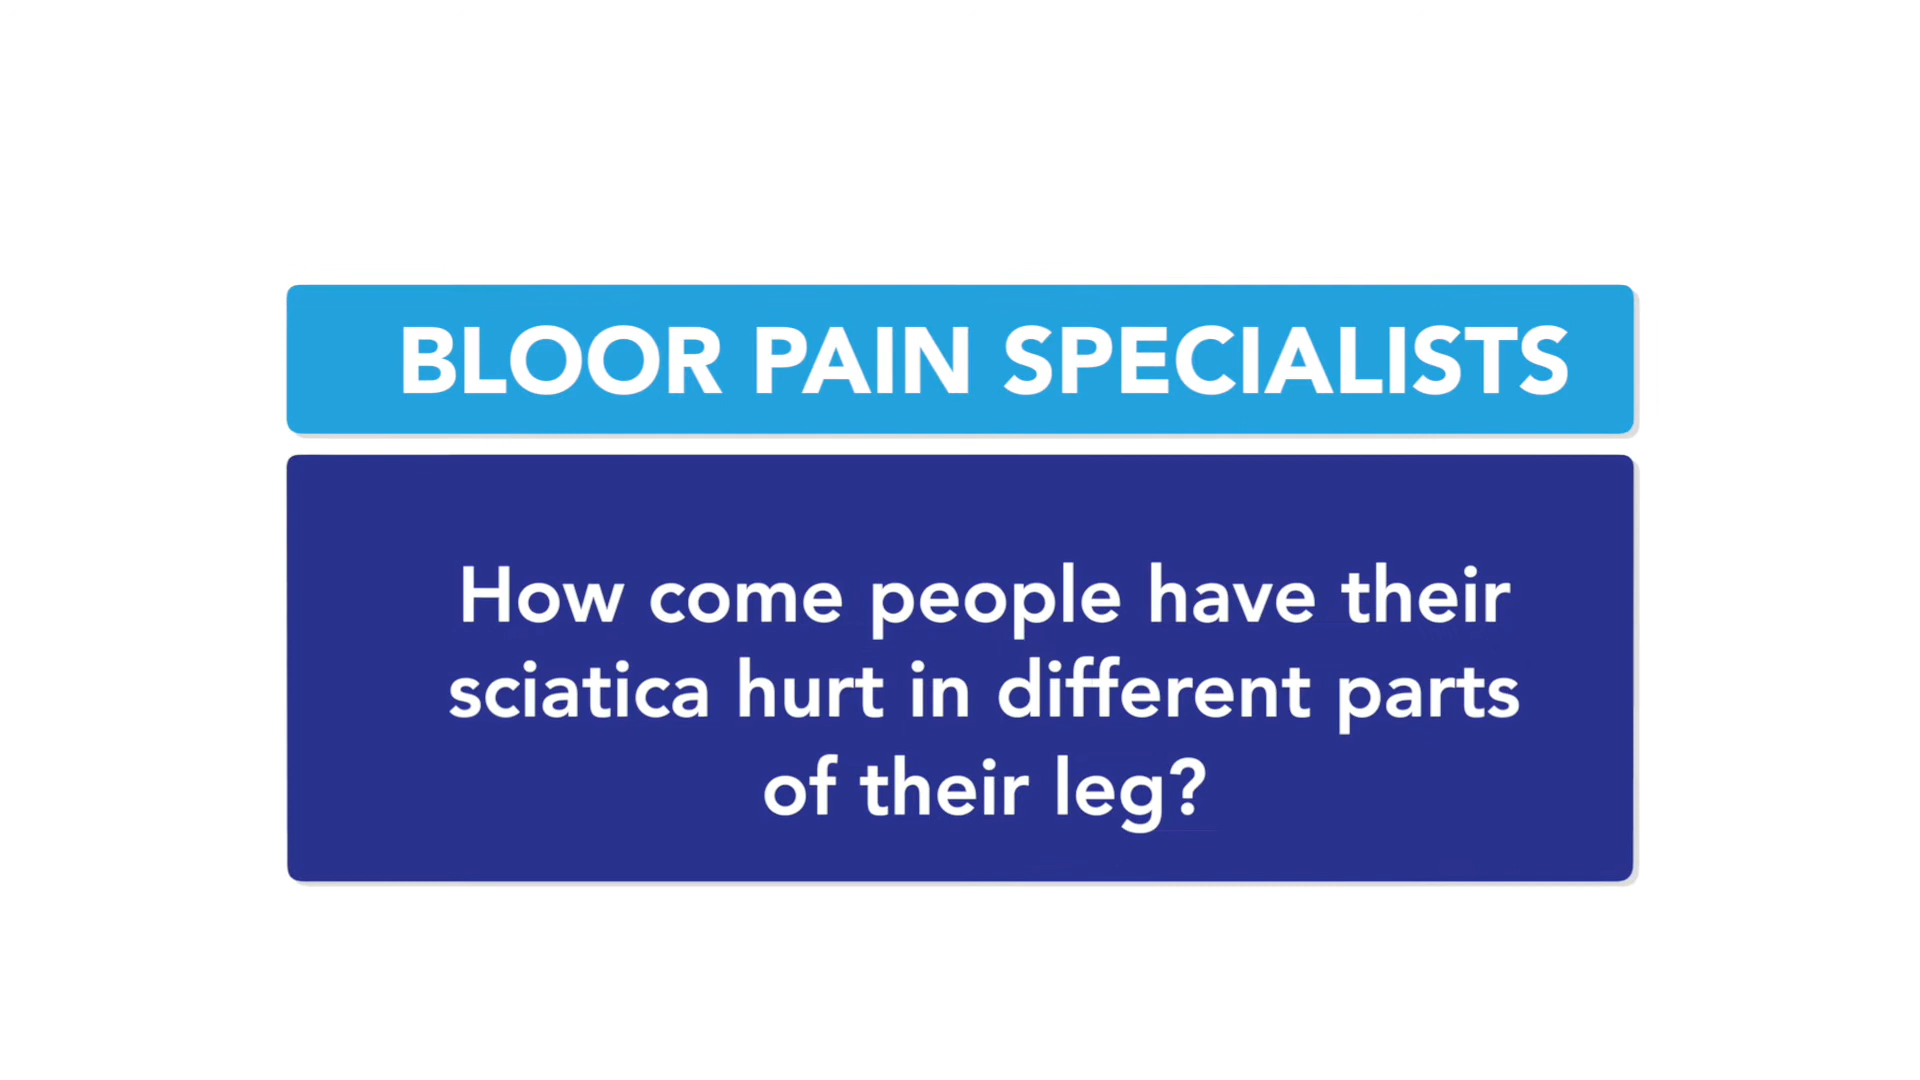 BLOOR PAIN SPECIALISTS
How come people have their
sciatica hurt in different parts
of their leg?